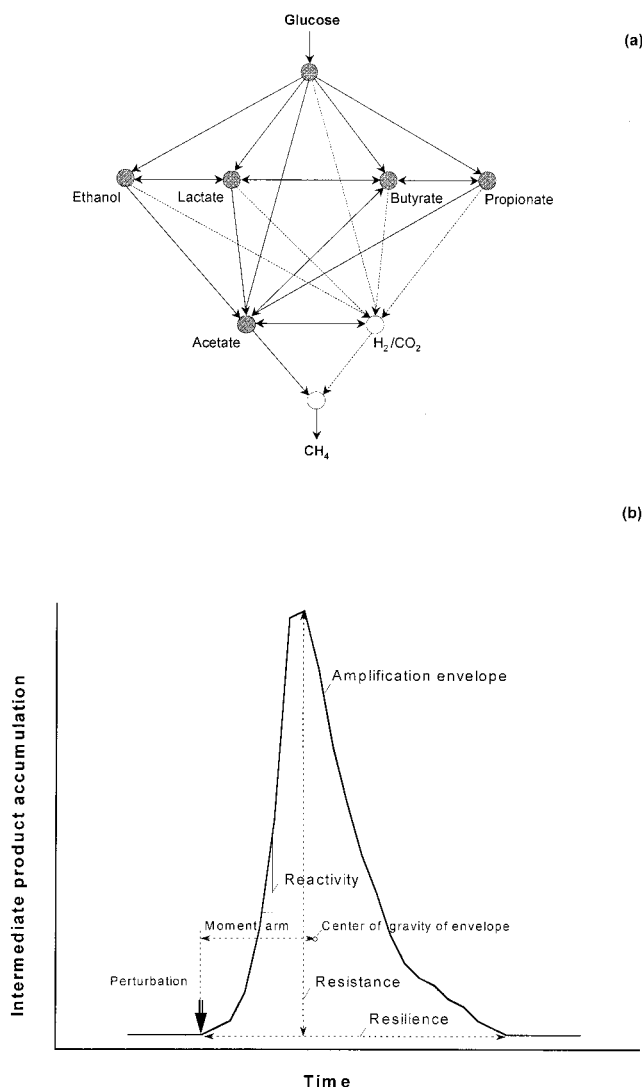 Glucose
(a)
Ethanol
Lactate
Butyrate
Propionate
Acetate
H2/CO2
CH4
(b)
Intermediate product accumulation
Amplification envelope
Reactivity
Moment arm
Center of gravity of envelope
Perturbation
Resistance
Resilience
Time